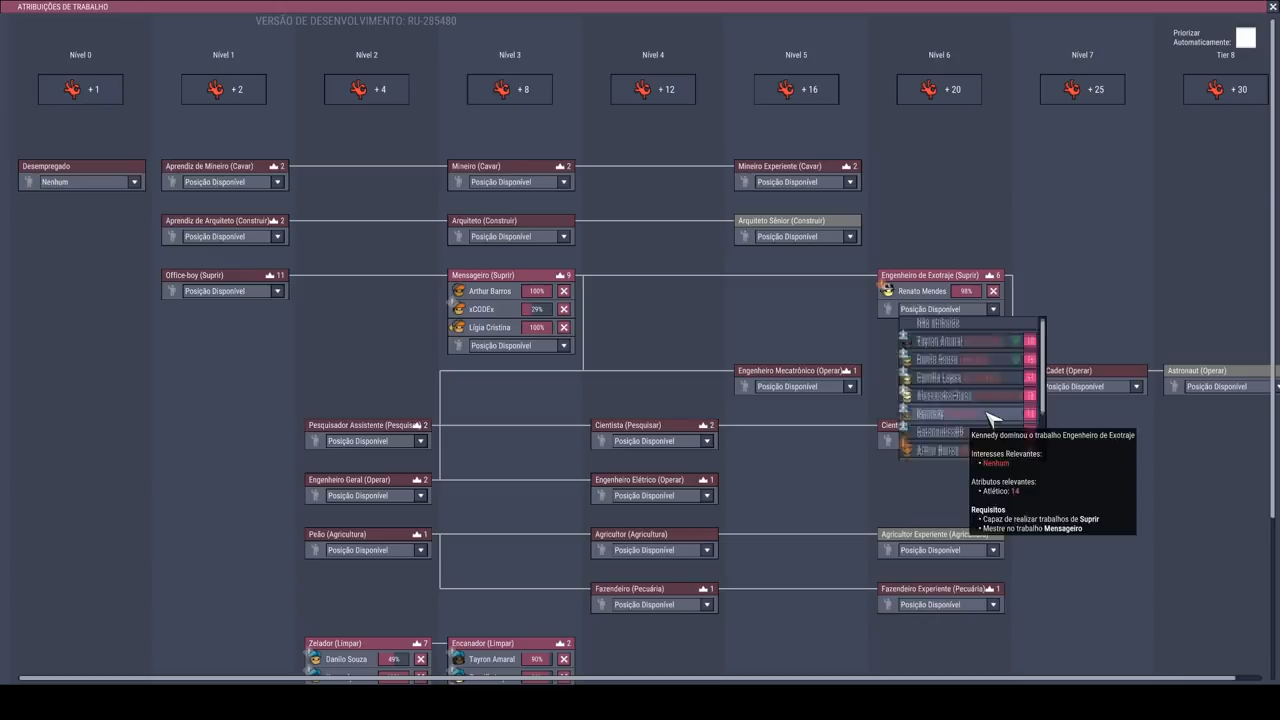 ATRIBUIÇÕES DE TRABALHO
VERSÃO DE DESENVOLVIMENTO: RU-285480
Priorizar
Automaticamente:
Nível 0
Nível 1
Nível 2
Nível 3
Nível 4
Nível 5
Nível 6
Nível 7
Tier 8
+ 1
+ 2
+ 4
+ 8
+ 12
+ 16
+ 20
+ 25
+ 30
Desempregado
Nenhum
Aprendiz de Mineiro (Cavar) 2
Posição Disponível
Mineiro (Cavar) 2
Posição Disponível
Mineiro Experiente (Cavar) 2
Posição Disponível
Aprendiz de Arquiteto (Construir) 2
Posição Disponível
Arquiteto (Construir)
Posição Disponível
Arquiteto Sênior (Construir)
Posição Disponível
Office-boy (Suprir) 11
Posição Disponível
Mensageiro (Suprir) 9
Arthur Barros 100%
xCODEx 29%
Lígia Cristina 100%
Posição Disponível
Engenheiro de Exotraje (Suprir) 6
Renato Mendes 98%
Posição Disponível
Kennedy dominou o trabalho Engenheiro de Exotraje
Interesses Relevantes:
• Nenhum
Atributos relevantes:
• Atlético: 14
Requisitos
• Capaz de realizar trabalhos de Suprir
• Mestre no trabalho Mensageiro
Engenheiro Mecatrônico (Operar) 1
Posição Disponível
Cadet (Operar)
Posição Disponível
Astronaut (Operar)
Posição Disponível
Pesquisador Assistente (Pesquisar) 2
Posição Disponível
Cientista (Pesquisar) 2
Posição Disponível
Cient
Engenheiro Geral (Operar) 2
Posição Disponível
Engenheiro Elétrico (Operar) 1
Posição Disponível
Peão (Agricultura) 1
Posição Disponível
Agricultor (Agricultura)
Posição Disponível
Agricultor Experiente (Agricultura)
Posição Disponível
Fazendeiro (Pecuária) 1
Posição Disponível
Fazendeiro Experiente (Pecuária) 1
Posição Disponível
Zelador (Limpar) 7
Danilo Souza 49%
Encanador (Limpar) 2
Tayron Amaral 90%